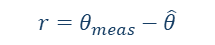 r = θ_meas − θ̂